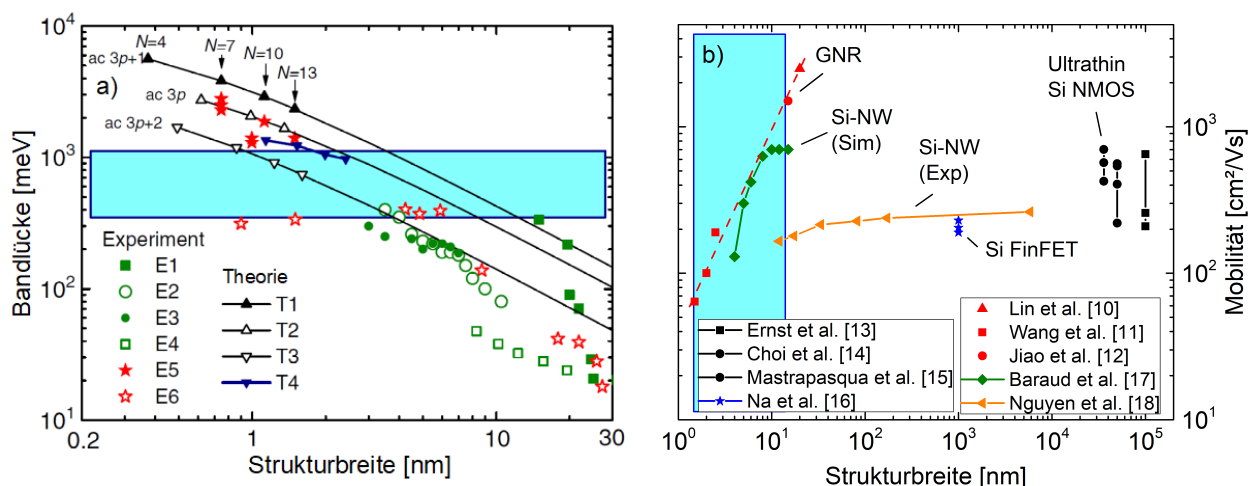 a)
Bandlücke [meV]
10⁴
10³
10²
10¹
N=4
N=7
N=10
N=13
ac 3p+1
ac 3p
ac 3p+2
Experiment
E1
E2
E3
E4
E5
E6
Theorie
T1
T2
T3
T4
0.2
1
10
30
Strukturbreite [nm]
b)
GNR
Si-NW
(Sim)
Si-NW
(Exp)
Ultrathin
Si NMOS
Si FinFET
Ernst et al. [13]
Choi et al. [14]
Mastrapasqua et al. [15]
Na et al. [16]
Lin et al. [10]
Wang et al. [11]
Jiao et al. [12]
Baraud et al. [17]
Nguyen et al. [18]
10⁰
10¹
10²
10³
10⁴
10⁵
Strukturbreite [nm]
10³
10²
10¹
Mobilität [cm²/Vs]